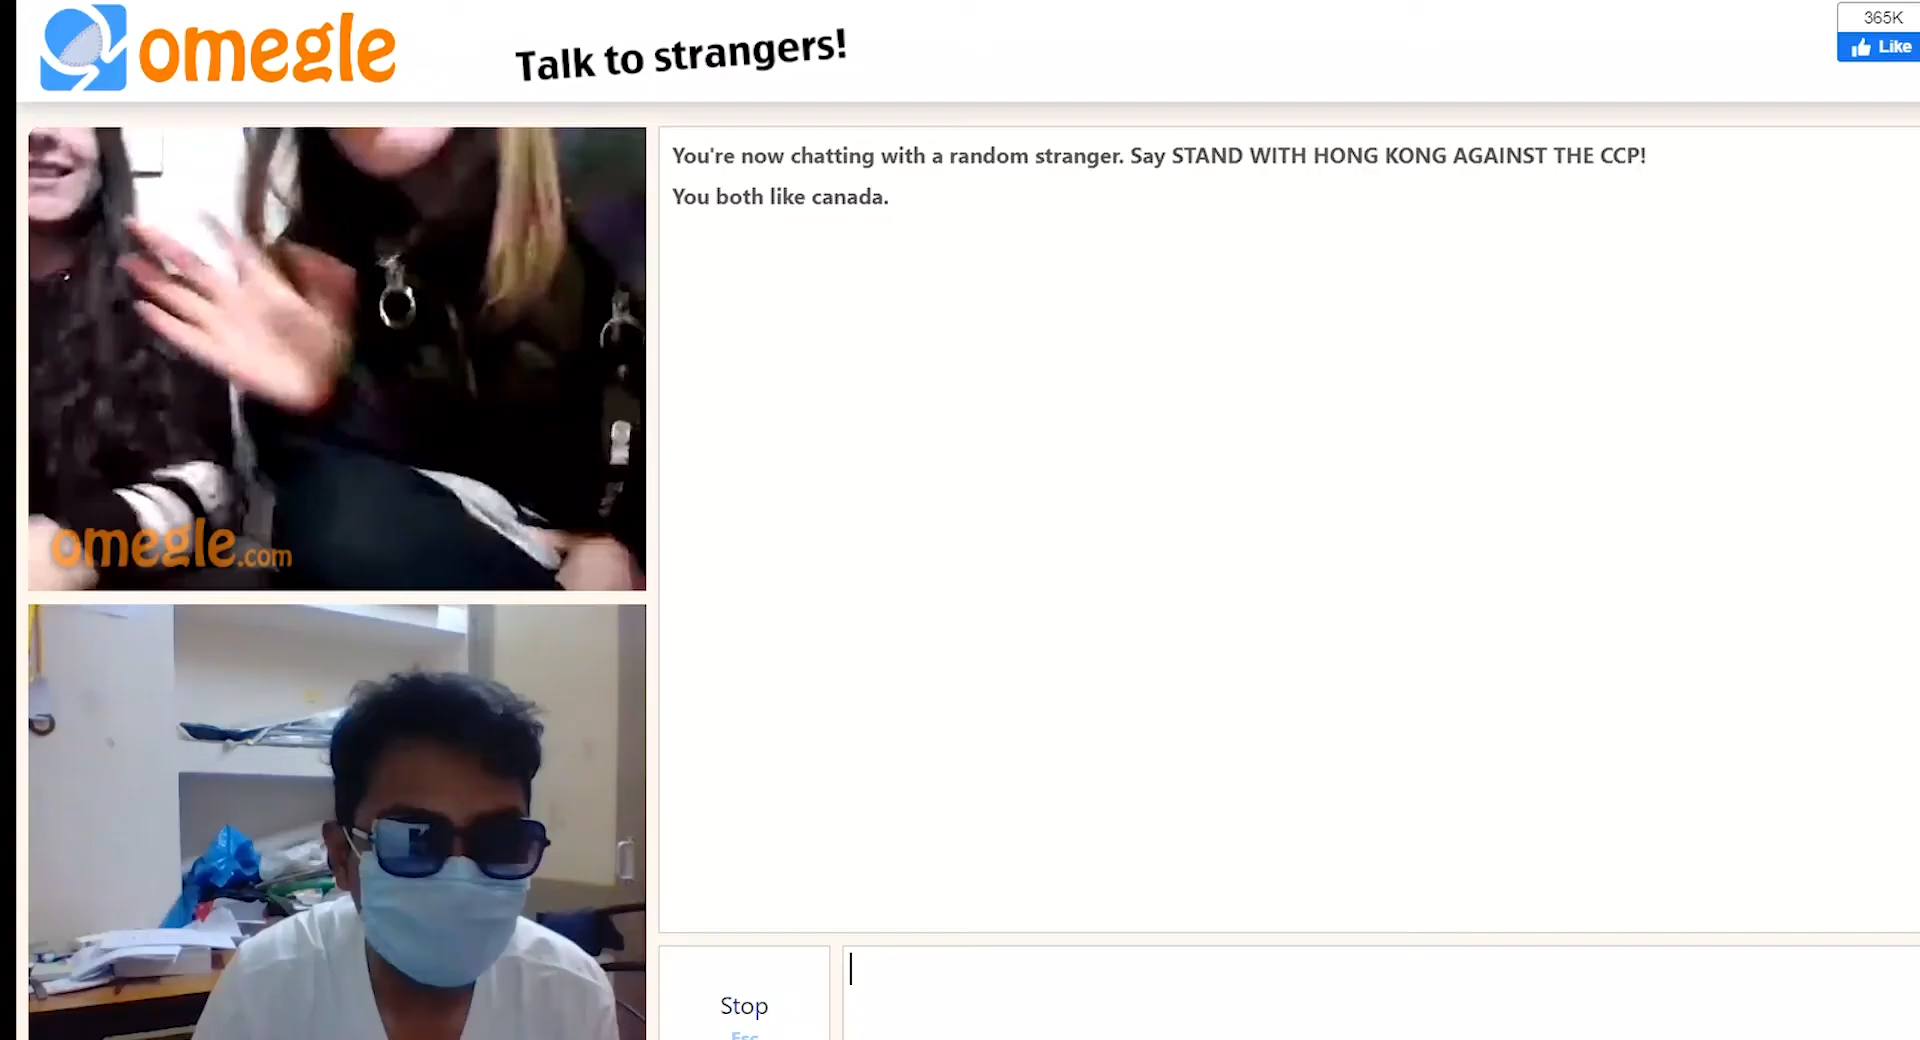 omegle
Talk to strangers!
365K
Like
You're now chatting with a random stranger. Say STAND WITH HONG KONG AGAINST THE CCP!
You both like canada.
omegle.com
Stop
Esc